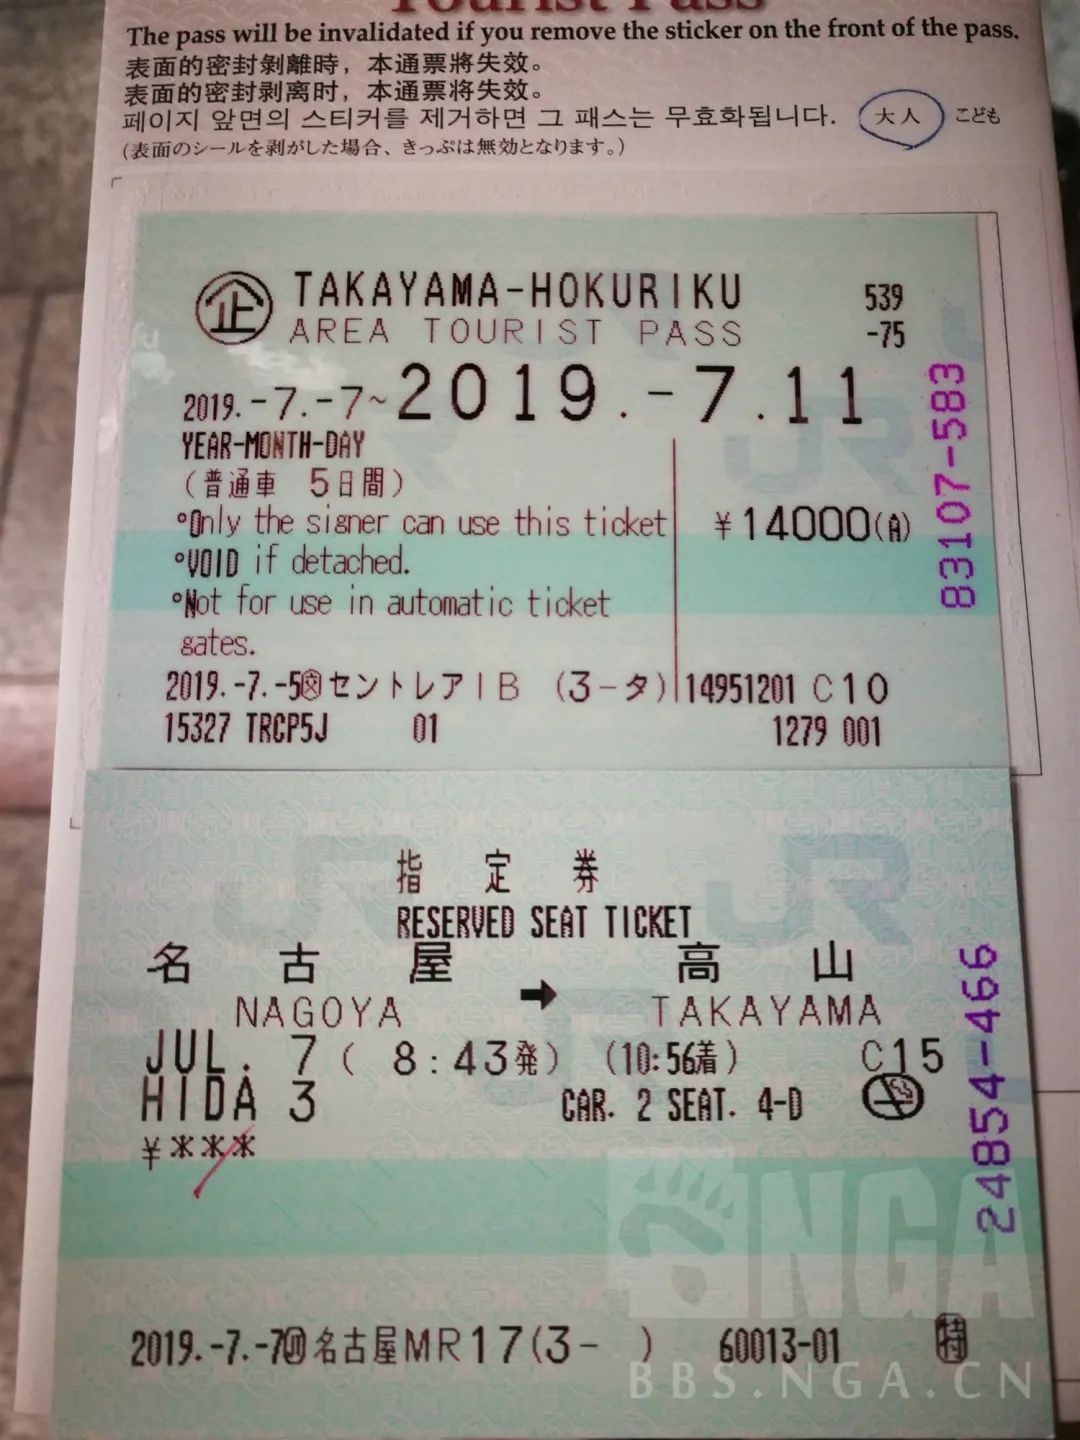 Tourist Pass
The pass will be invalidated if you remove the sticker on the front of the pass.
表面的密封剝離時，本通票將失效。
表面的密封剥离时，本通票将失效。
페이지 앞면의 스티커를 제거하면 그 패스는 무효화됩니다. 大人 こども
(表面のシールを剥がした場合、きっぷは無効となります。)
企 TAKAYAMA-HOKURIKU 539
AREA TOURIST PASS -75
2019.-7.-7~2019.-7.11
YEAR-MONTH-DAY
(普通車 5日間)
°Only the signer can use this ticket ¥14000(A)
°VOID if detached.
°Not for use in automatic ticket
gates.
83107-583
2019.-7.-5㊋セントレアIB (3-タ) 14951201 C10
15327 TRCP5J 01 1279 001
指定券
RESERVED SEAT TICKET
名古屋 ➡ 高山
NAGOYA TAKAYAMA
JUL. 7 ( 8:43発) (10:56着) C15
HIDA 3 CAR. 2 SEAT. 4-D
¥***
24854-466
NGA
2019.-7.-7 名古屋MR17(3- ) 60013-01 特
BBS.NGA.CN